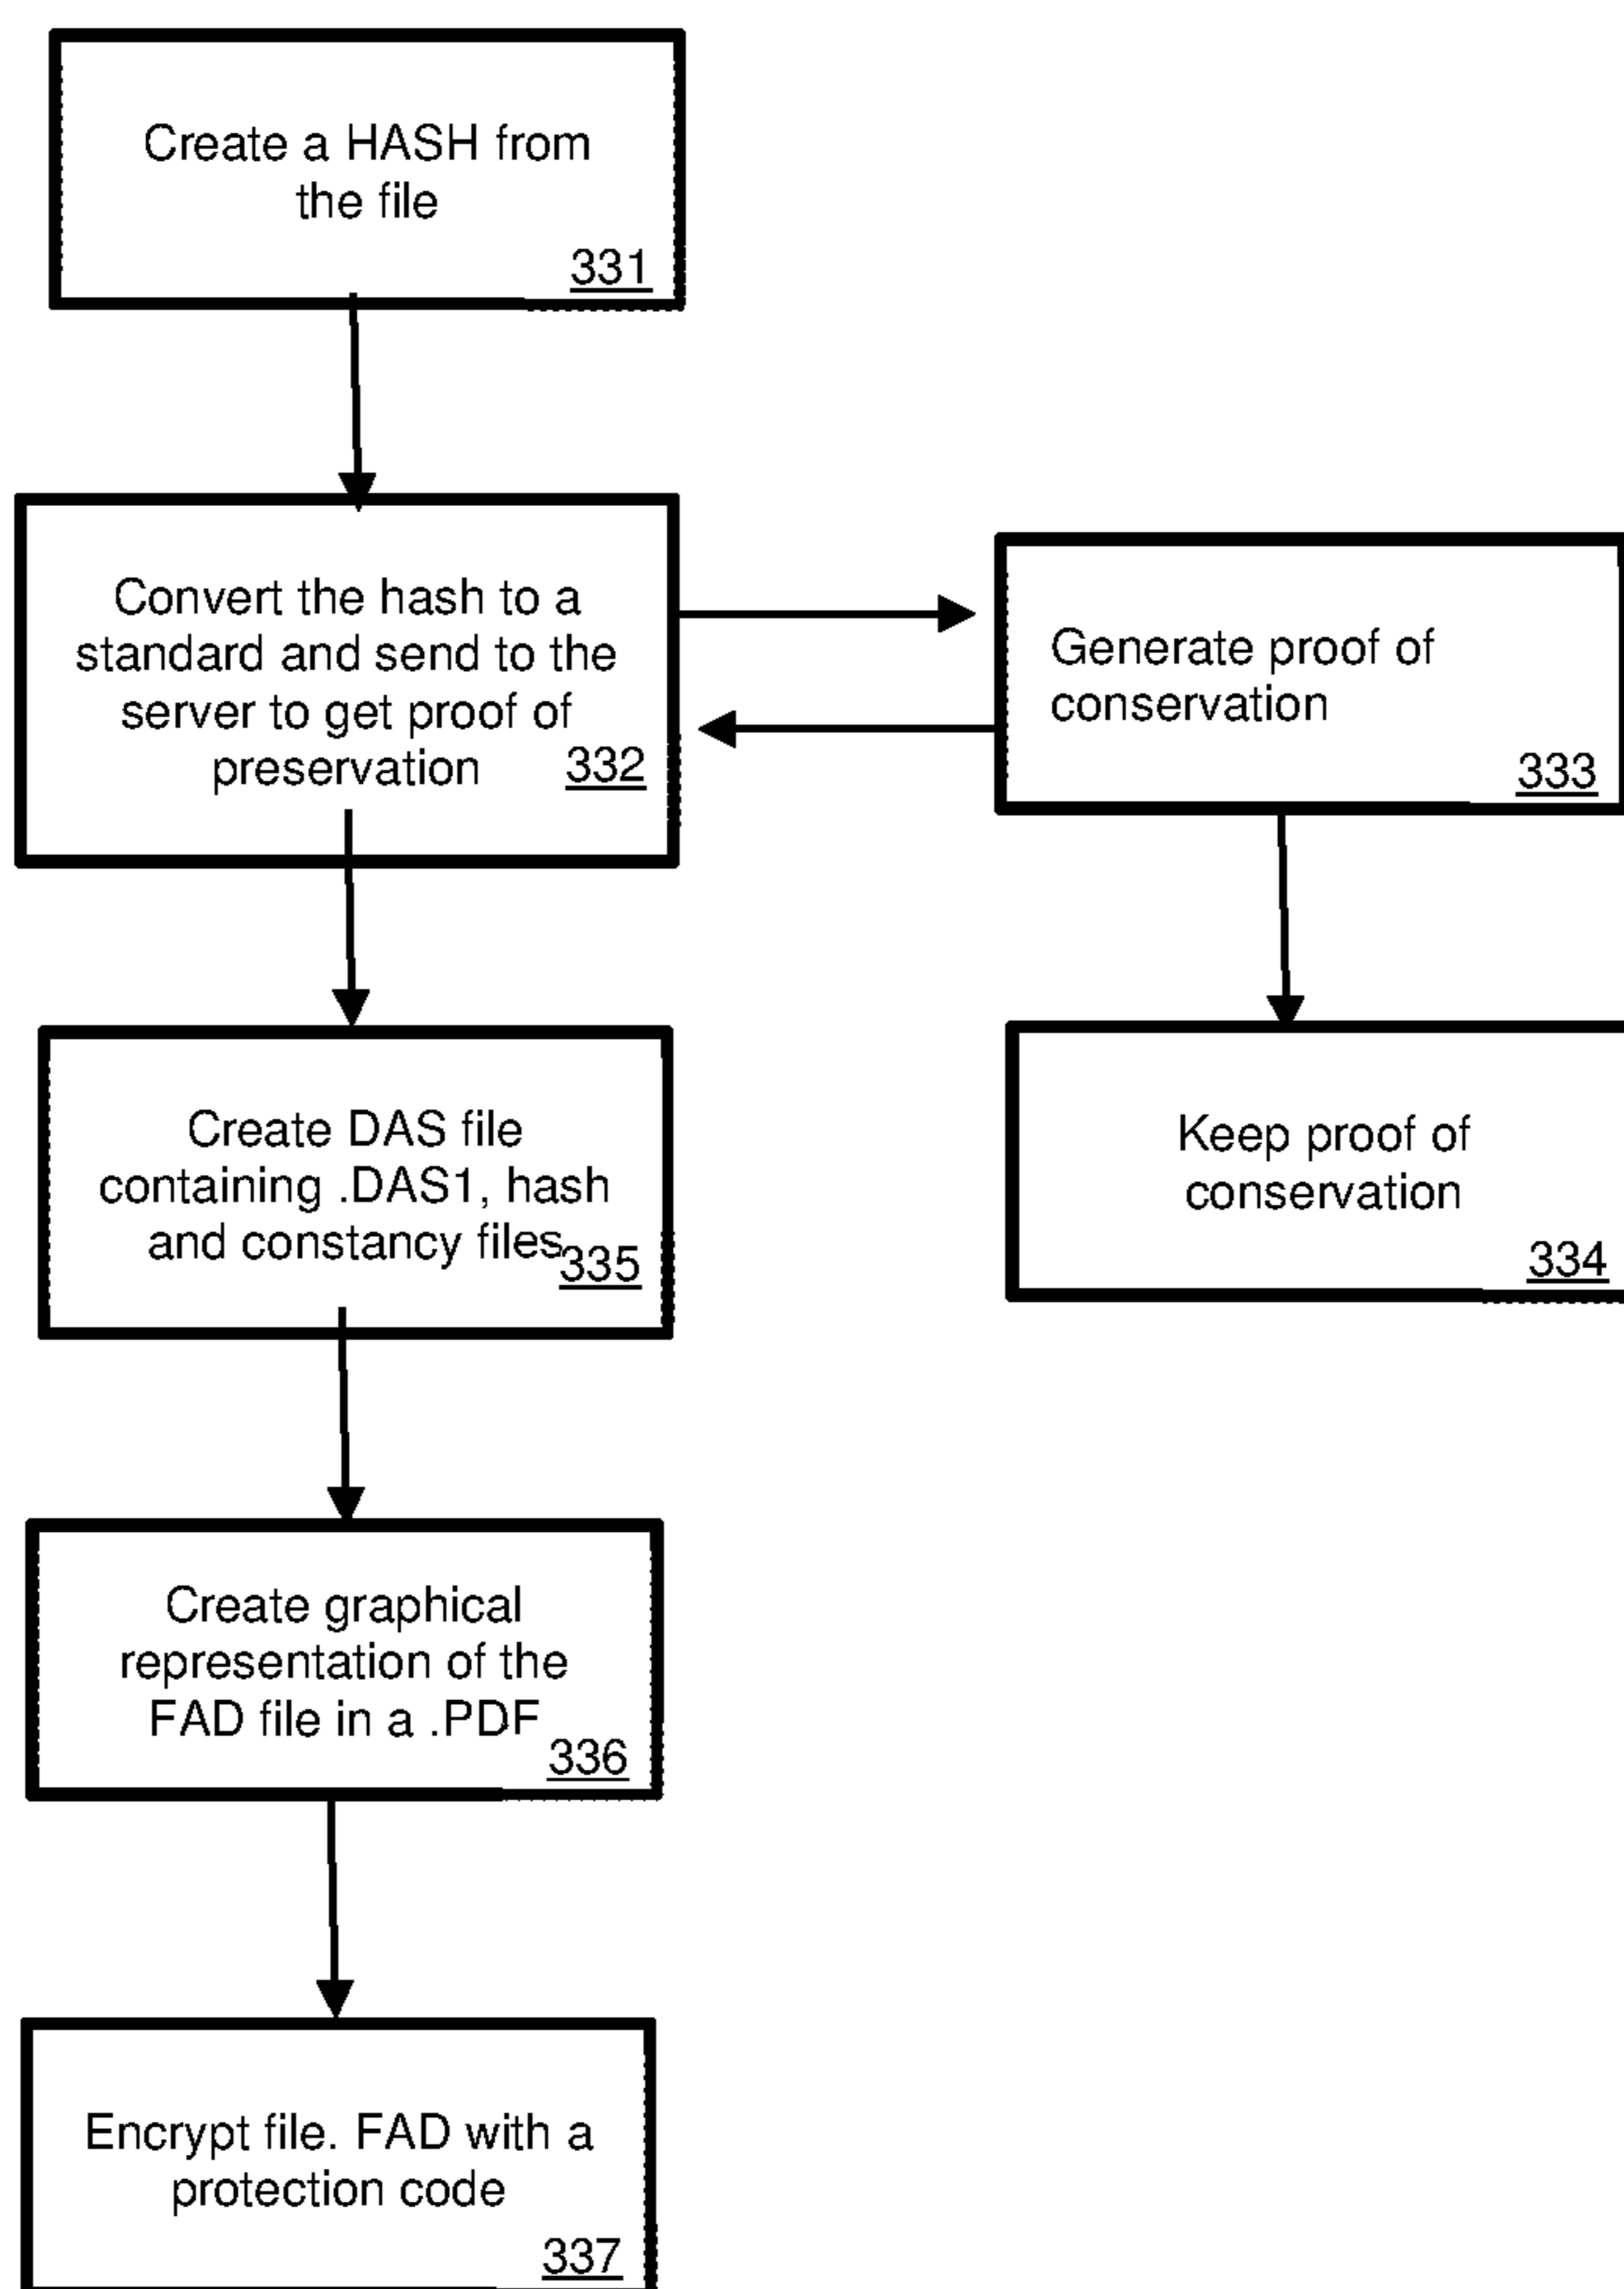 Create a HASH from
the file
331
Convert the hash to a
standard and send to the
server to get proof of
preservation
332
Generate proof of
conservation
333
Keep proof of
conservation
334
Create DAS file
containing .DAS1, hash
and constancy files
335
Create graphical
representation of the
FAD file in a .PDF
336
Encrypt file. FAD with a
protection code
337